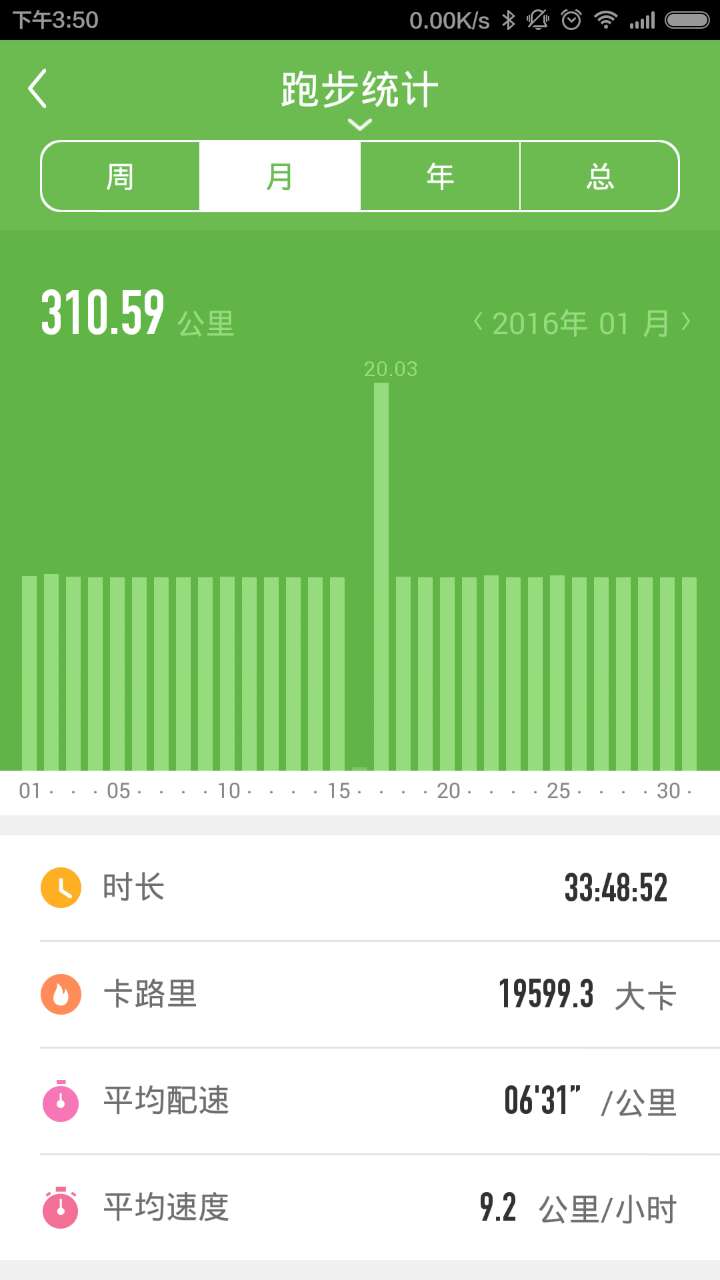 下午3:50 0.00K/s
跑步统计
周 月 年 总
310.59 公里 2016年 01 月
20.03
01 · · · 05 · · · · 10 · · · · 15 · · · · 20 · · · · 25 · · · · 30 ·
时长 33:48:52
卡路里 19599.3 大卡
平均配速 06'31” /公里
平均速度 9.2 公里/小时